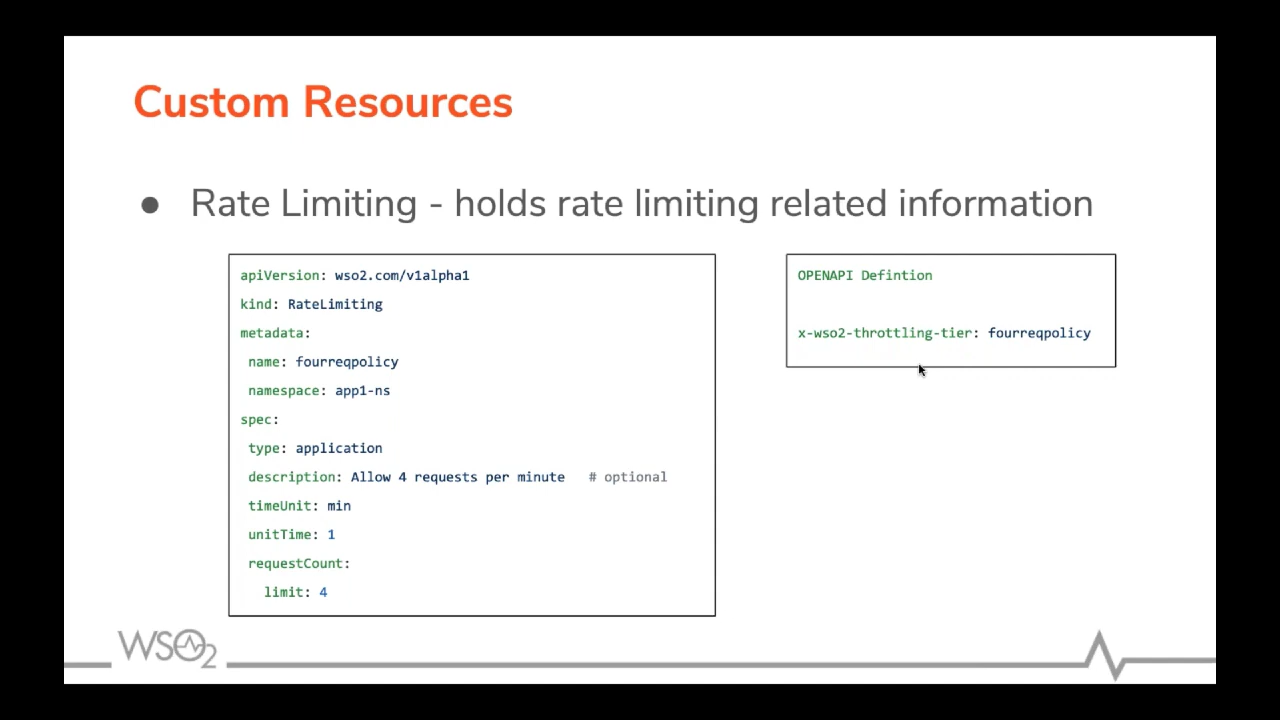 Custom Resources
● Rate Limiting - holds rate limiting related information
apiVersion: wso2.com/v1alpha1
kind: RateLimiting
metadata:
 name: fourreqpolicy
 namespace: app1-ns
spec:
 type: application
 description: Allow 4 requests per minute   # optional
 timeUnit: min
 unitTime: 1
 requestCount:
   limit: 4
OPENAPI Defintion
x-wso2-throttling-tier: fourreqpolicy
WSO2